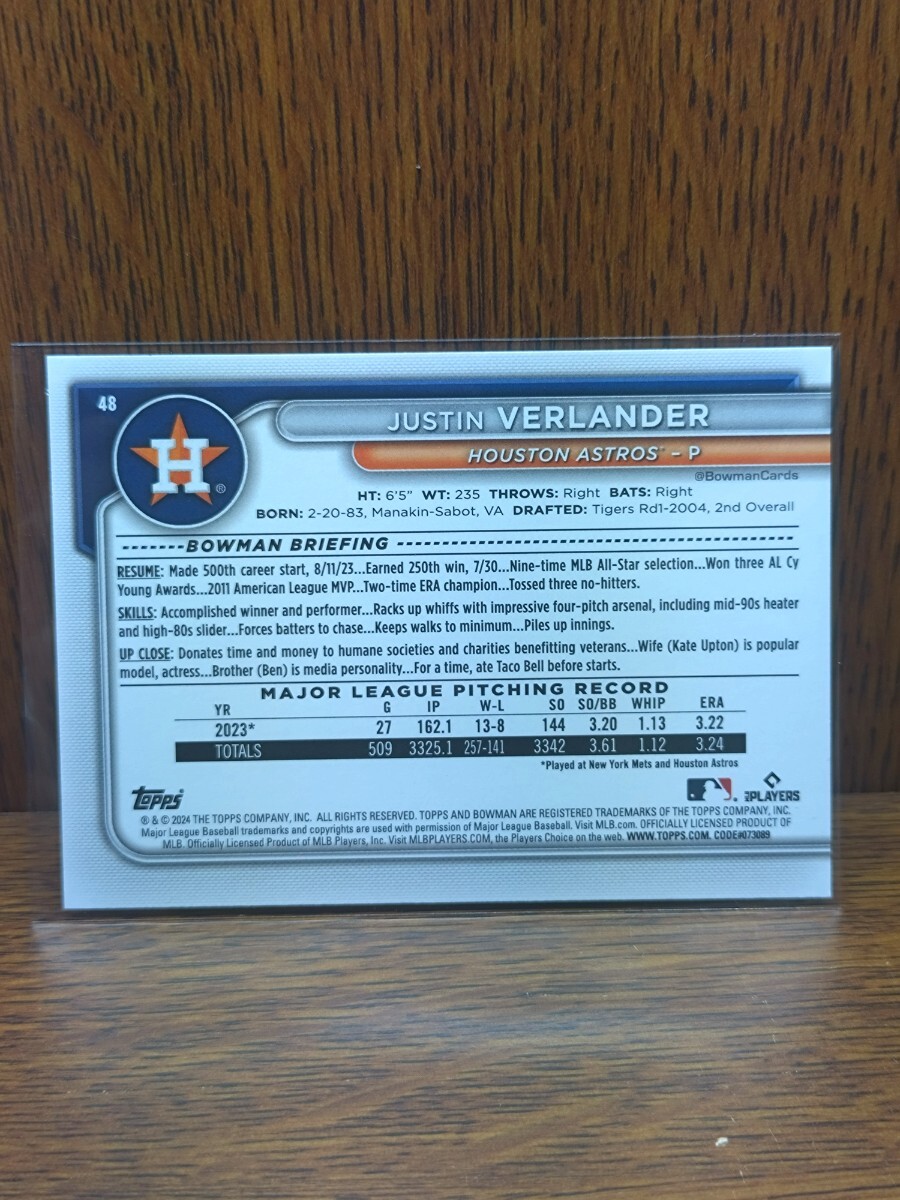 48
H ®
JUSTIN VERLANDER
HOUSTON ASTROS™ – P
@BowmanCards
HT: 6'5" WT: 235 THROWS: Right BATS: Right
BORN: 2-20-83, Manakin-Sabot, VA DRAFTED: Tigers Rd1-2004, 2nd Overall
BOWMAN BRIEFING
RESUME: Made 500th career start, 8/11/23...Earned 250th win, 7/30...Nine-time MLB All-Star selection...Won three AL Cy
Young Awards...2011 American League MVP...Two-time ERA champion...Tossed three no-hitters.
SKILLS: Accomplished winner and performer...Racks up whiffs with impressive four-pitch arsenal, including mid-90s heater
and high-80s slider...Forces batters to chase...Keeps walks to minimum...Piles up innings.
UP CLOSE: Donates time and money to humane societies and charities benefitting veterans...Wife (Kate Upton) is popular
model, actress...Brother (Ben) is media personality...For a time, ate Taco Bell before starts.
MAJOR LEAGUE PITCHING RECORD
YR G IP W-L SO SO/BB WHIP ERA
2023* 27 162.1 13-8 144 3.20 1.13 3.22
TOTALS 509 3325.1 257-141 3342 3.61 1.12 3.24
*Played at New York Mets and Houston Astros
Topps® PLAYERS
® & © 2024 THE TOPPS COMPANY, INC. ALL RIGHTS RESERVED. TOPPS AND BOWMAN ARE REGISTERED TRADEMARKS OF THE TOPPS COMPANY, INC.
Major League Baseball trademarks and copyrights are used with permission of Major League Baseball. Visit MLB.com. OFFICIALLY LICENSED PRODUCT OF
MLB. Officially Licensed Product of MLB Players, Inc. Visit MLBPLAYERS.COM, the Players Choice on the web. WWW.TOPPS.COM. CODE#073089